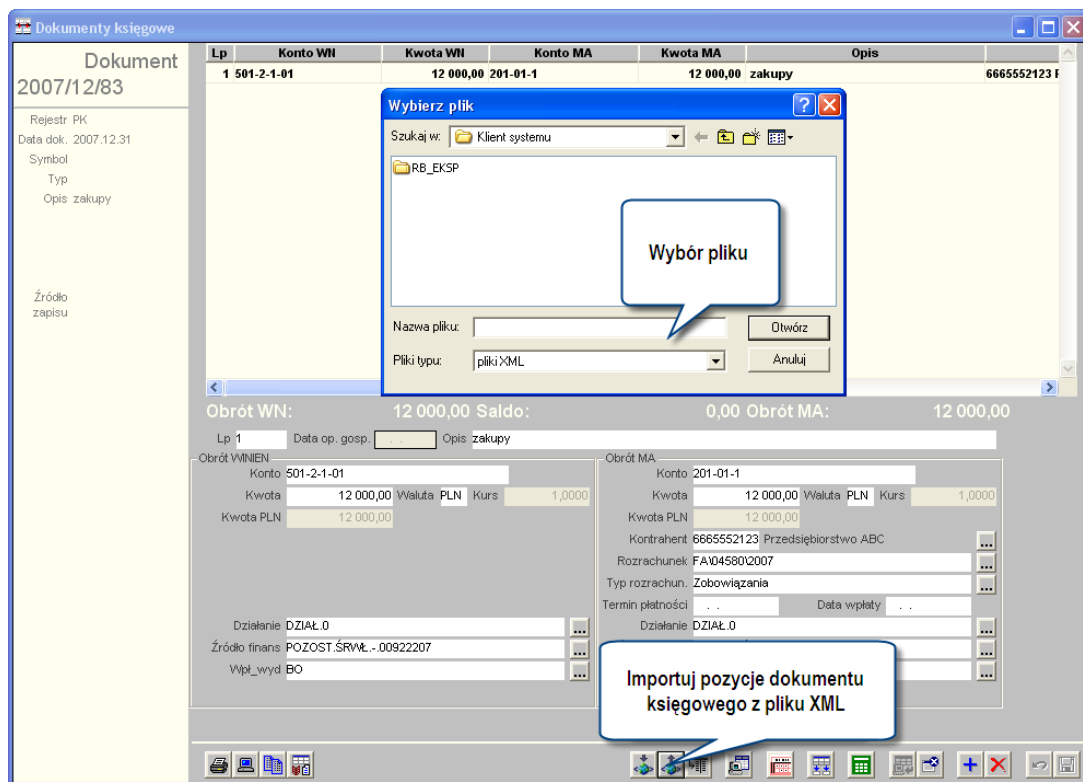 Dokumenty księgowe
Dokument
2007/12/83
Rejestr PK
Data dok. 2007.12.31
Symbol
Typ
Opis zakupy
Źródło
zapisu
Lp Konto WN Kwota WN Konto MA Kwota MA Opis
1 501-2-1-01 12 000,00 201-01-1 12 000,00 zakupy 6665552123
Wybierz plik
Szukaj w: Klient systemu
RB_EKSP
Wybór pliku
Nazwa pliku: Otwórz
Pliki typu: pliki XML Anuluj
Obrót WN: 12 000,00 Saldo: 0,00 Obrót MA: 12 000,00
Lp 1 Data op. gosp. . . Opis zakupy
Obrót WINIEN
Konto 501-2-1-01
Kwota 12 000,00 Waluta PLN Kurs 1,0000
Kwota PLN 12 000,00
Działanie DZIAŁ.0 ...
Źródło finans POZOST.ŚRWŁ.-.00922207 ...
Wpł_wyd BO ...
Obrót MA
Konto 201-01-1
Kwota 12 000,00 Waluta PLN Kurs 1,0000
Kwota PLN 12 000,00
Kontrahent 6665552123 Przedsiębiorstwo ABC ...
Rozrachunek FA\04580\2007 ...
Typ rozrachun. Zobowiązania ...
Termin płatności . . Data wpłaty . .
Działanie DZIAŁ.0 ...
Importuj pozycje dokumentu
księgowego z pliku XML